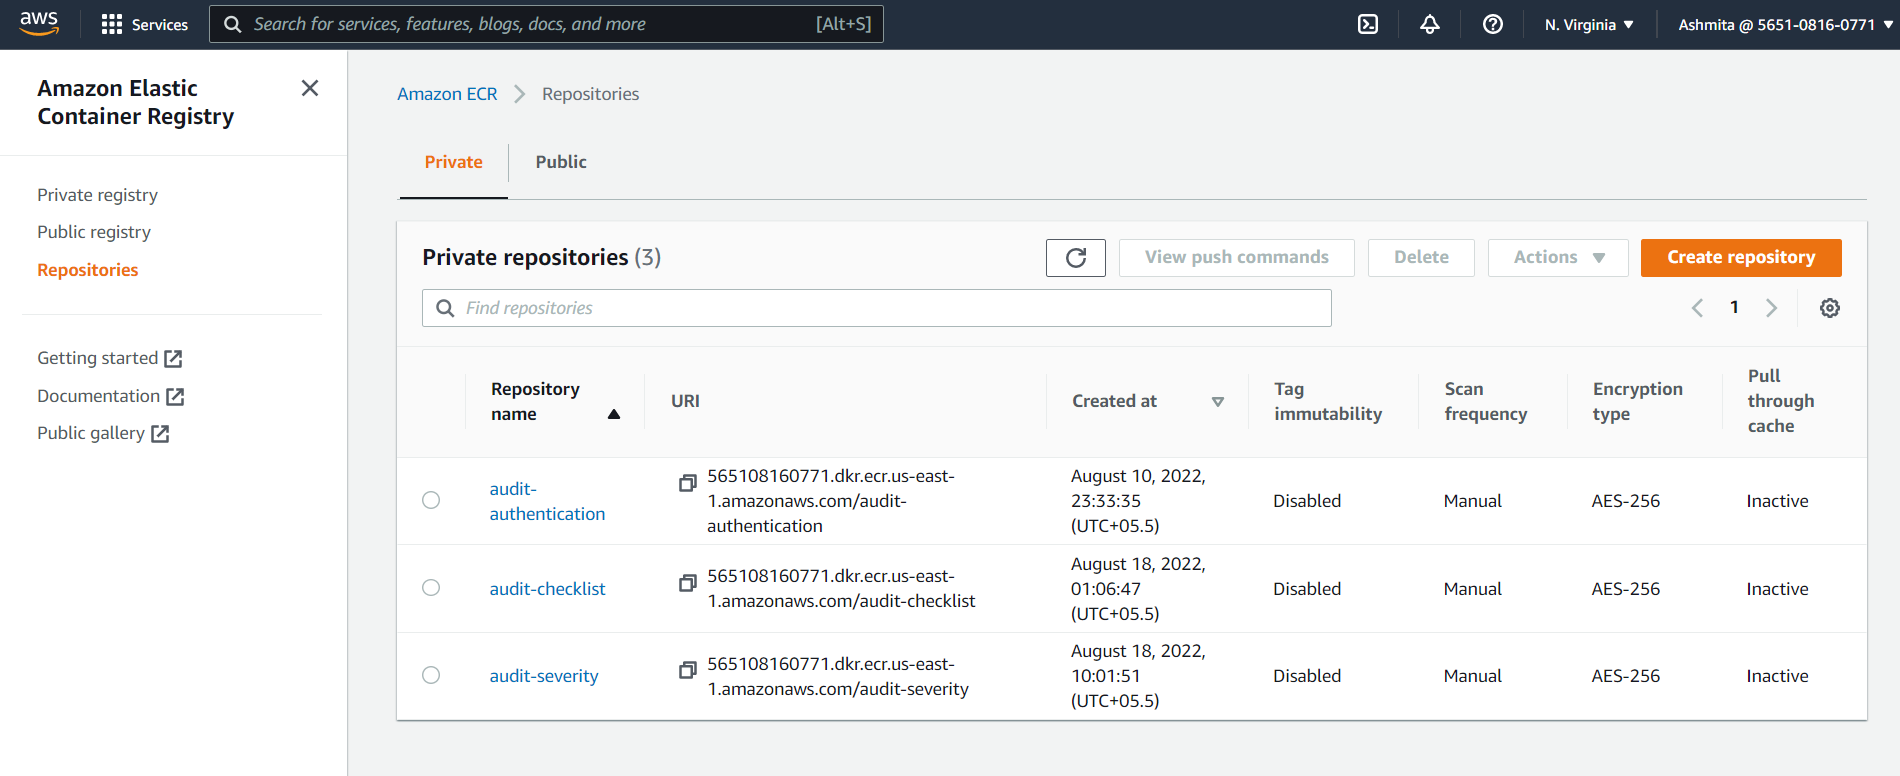 aws
Services
Search for services, features, blogs, docs, and more
[Alt+S]
N. Virginia
Ashmita @ 5651-0816-0771
Amazon Elastic
Container Registry
Private registry
Public registry
Repositories
Getting started
Documentation
Public gallery
Amazon ECR
Repositories
Private
Public
Private repositories (3)
View push commands
Delete
Actions
Create repository
Find repositories
1
Repository
name
URI
Created at
Tag
immutability
Scan
frequency
Encryption
type
Pull
through
cache
audit-
authentication
565108160771.dkr.ecr.us-east-
1.amazonaws.com/audit-
authentication
August 10, 2022,
23:33:35
(UTC+05.5)
Disabled
Manual
AES-256
Inactive
audit-checklist
565108160771.dkr.ecr.us-east-
1.amazonaws.com/audit-checklist
August 18, 2022,
01:06:47
(UTC+05.5)
Disabled
Manual
AES-256
Inactive
audit-severity
565108160771.dkr.ecr.us-east-
1.amazonaws.com/audit-severity
August 18, 2022,
10:01:51
(UTC+05.5)
Disabled
Manual
AES-256
Inactive